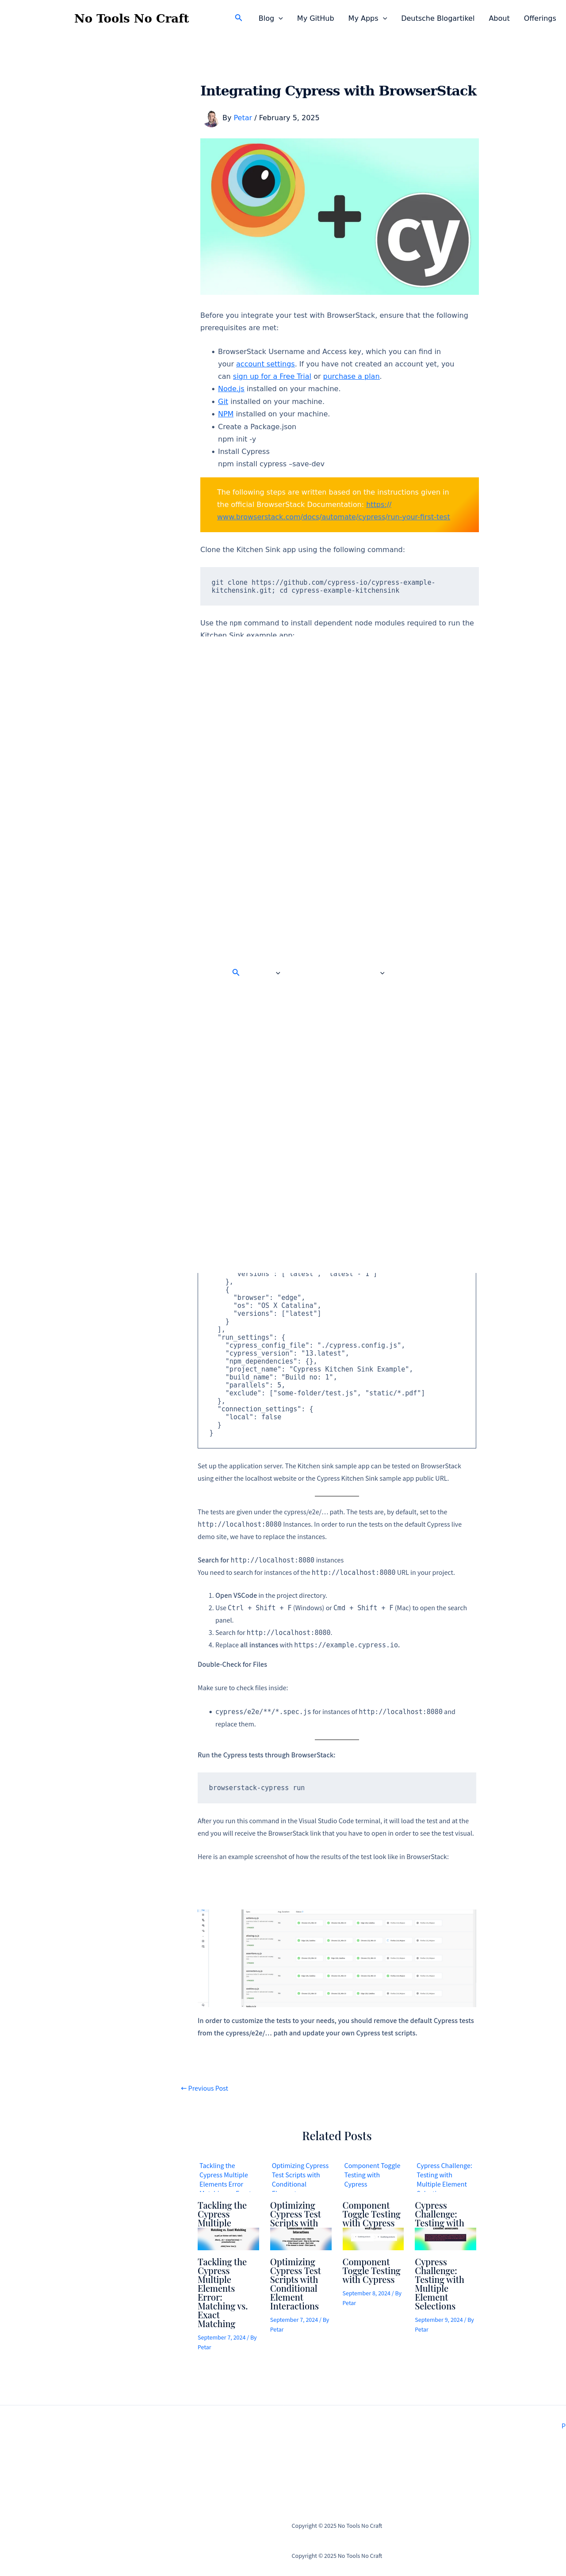 No Tools No Craft
Blog
My GitHub
My Apps
Deutsche Blogartikel
About
Offerings
Integrating Cypress with BrowserStack
By Petar / February 5, 2025
cy
Before you integrate your test with BrowserStack, ensure that the following
prerequisites are met:
• BrowserStack Username and Access key, which you can find in
your account settings. If you have not created an account yet, you
can sign up for a Free Trial or purchase a plan.
• Node.js installed on your machine.
• Git installed on your machine.
• NPM installed on your machine.
• Create a Package.json
npm init -y
• Install Cypress
npm install cypress –save-dev
The following steps are written based on the instructions given in
the official BrowserStack Documentation: https://
www.browserstack.com/docs/automate/cypress/run-your-first-test
Clone the Kitchen Sink app using the following command:
git clone https://github.com/cypress-io/cypress-example-
kitchensink.git; cd cypress-example-kitchensink
Use the npm command to install dependent node modules required to run the
Kitchen Sink example app:
"versions": ["latest", "latest - 1"]
},
{
"browser": "edge",
"os": "OS X Catalina",
"versions": ["latest"]
}
],
"run_settings": {
"cypress_config_file": "./cypress.config.js",
"cypress_version": "13.latest",
"npm_dependencies": {},
"project_name": "Cypress Kitchen Sink Example",
"build_name": "Build no: 1",
"parallels": 5,
"exclude": ["some-folder/test.js", "static/*.pdf"]
},
"connection_settings": {
"local": false
}
}
Set up the application server. The Kitchen sink sample app can be tested on BrowserStack
using either the localhost website or the Cypress Kitchen Sink sample app public URL.
The tests are given under the cypress/e2e/… path. The tests are, by default, set to the
http://localhost:8080 Instances. In order to run the tests on the default Cypress live
demo site, we have to replace the instances.
Search for http://localhost:8080 instances
You need to search for instances of the http://localhost:8080 URL in your project.
1. Open VSCode in the project directory.
2. Use Ctrl + Shift + F (Windows) or Cmd + Shift + F (Mac) to open the search
panel.
3. Search for http://localhost:8080.
4. Replace all instances with https://example.cypress.io.
Double-Check for Files
Make sure to check files inside:
• cypress/e2e/**/*.spec.js for instances of http://localhost:8080 and
replace them.
Run the Cypress tests through BrowserStack:
browserstack-cypress run
After you run this command in the Visual Studio Code terminal, it will load the test and at the
end you will receive the BrowserStack link that you have to open in order to see the test visual.
Here is an example screenshot of how the results of the test look like in BrowserStack:
In order to customize the tests to your needs, you should remove the default Cypress tests
from the cypress/e2e/… path and update your own Cypress test scripts.
← Previous Post
Related Posts
Tackling the
Cypress Multiple
Elements Error
Optimizing Cypress
Test Scripts with
Conditional
Component Toggle
Testing with
Cypress
Cypress Challenge:
Testing with
Multiple Element
Tackling the
Cypress
Multiple
Optimizing
Cypress Test
Scripts with
Component
Toggle Testing
with Cypress
Cypress
Challenge:
Testing with
Tackling the
Cypress
Multiple
Elements
Error:
Matching vs.
Exact
Matching
September 7, 2024 / By
Petar
Optimizing
Cypress Test
Scripts with
Conditional
Element
Interactions
September 7, 2024 / By
Petar
Component
Toggle Testing
with Cypress
September 8, 2024 / By
Petar
Cypress
Challenge:
Testing with
Multiple
Element
Selections
September 9, 2024 / By
Petar
P
Copyright © 2025 No Tools No Craft
Copyright © 2025 No Tools No Craft